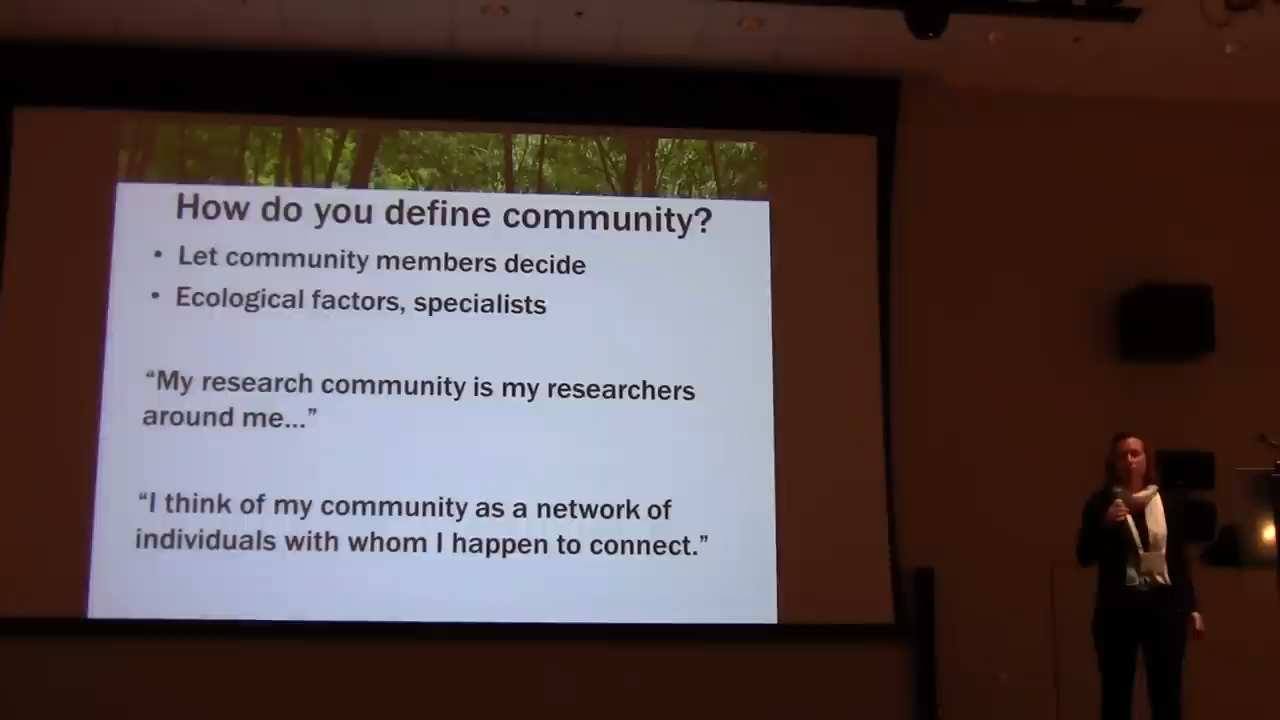 How do you define community?
• Let community members decide
• Ecological factors, specialists
“My research community is my researchers
around me...”
“I think of my community as a network of
individuals with whom I happen to connect.”